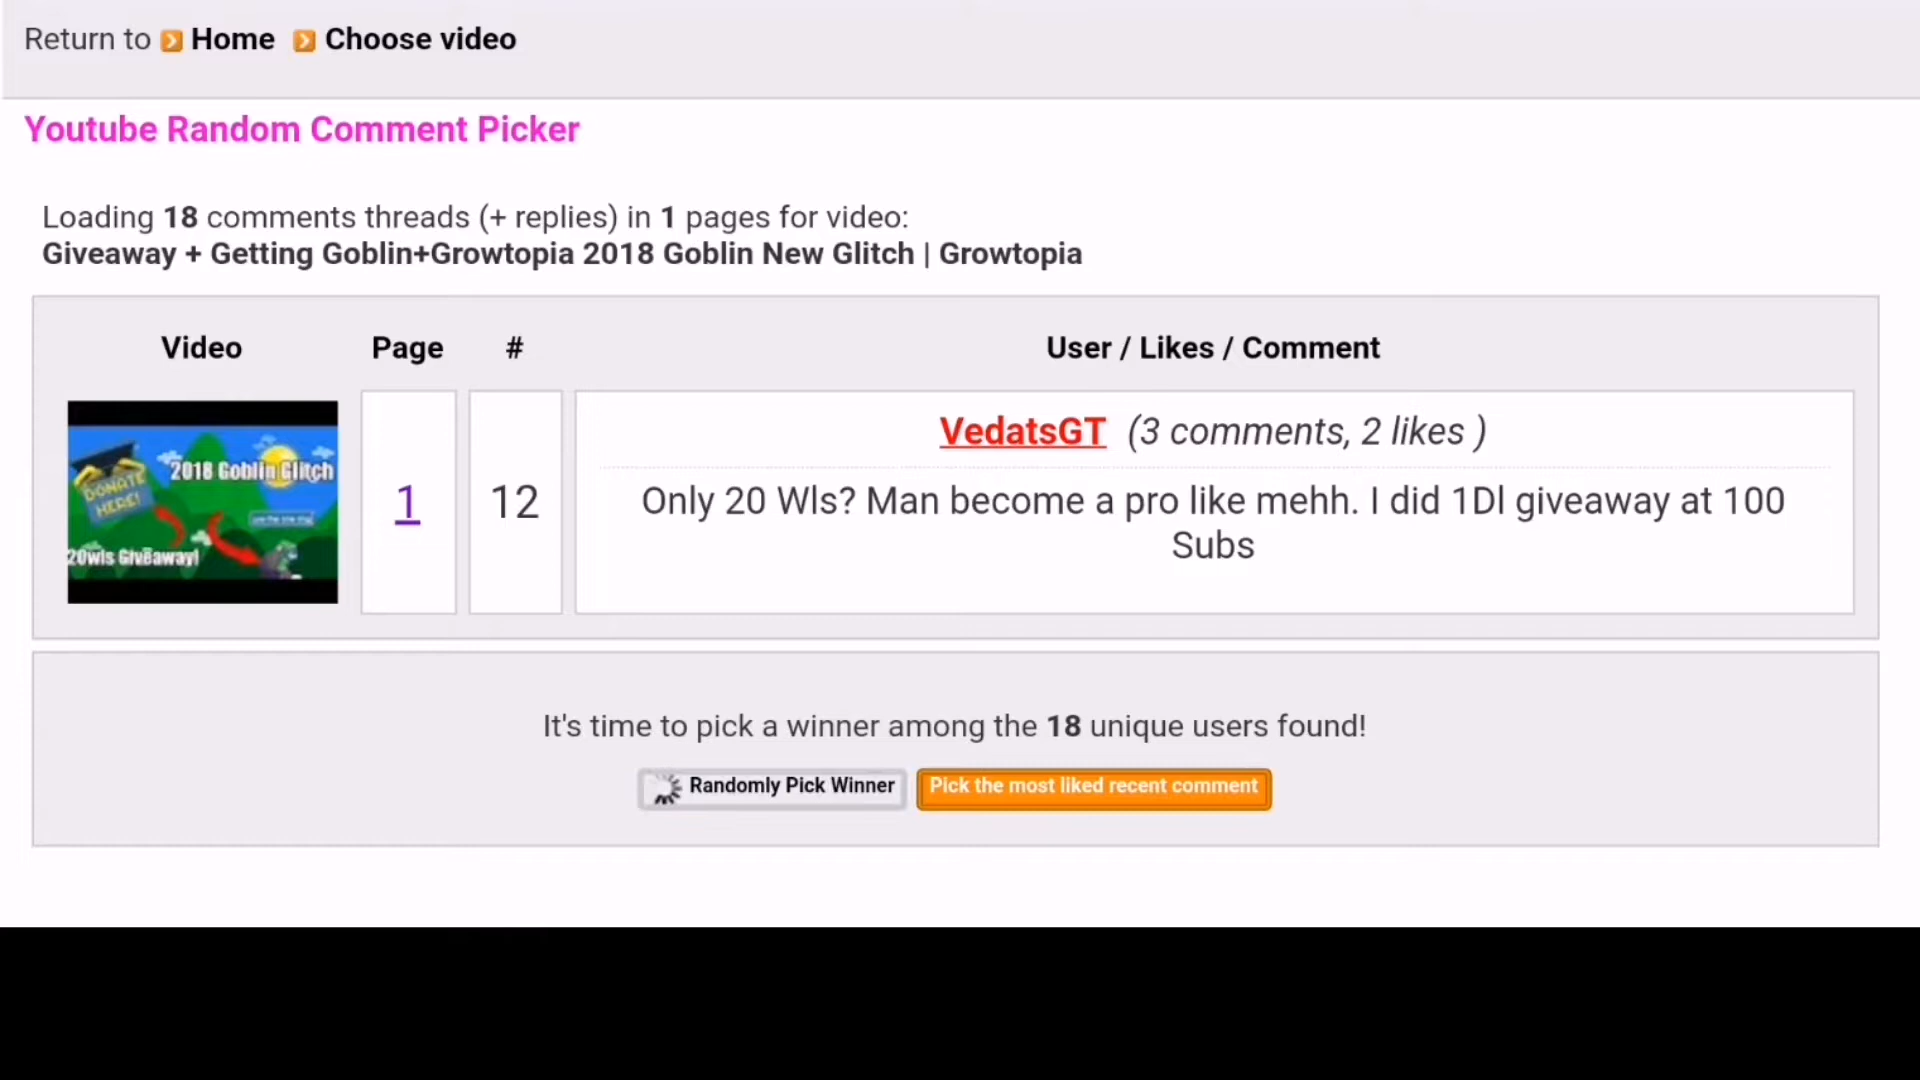 Return to Home Choose video
Youtube Random Comment Picker
Loading 18 comments threads (+ replies) in 1 pages for video:
Giveaway + Getting Goblin+Growtopia 2018 Goblin New Glitch | Growtopia
Video Page # User / Likes / Comment
2018 Goblin Glitch
DONATE
HERE!
20wls Giveaway!
1
12
VedatsGT (3 comments, 2 likes )
Only 20 Wls? Man become a pro like mehh. I did 1Dl giveaway at 100
Subs
It's time to pick a winner among the 18 unique users found!
Randomly Pick Winner Pick the most liked recent comment